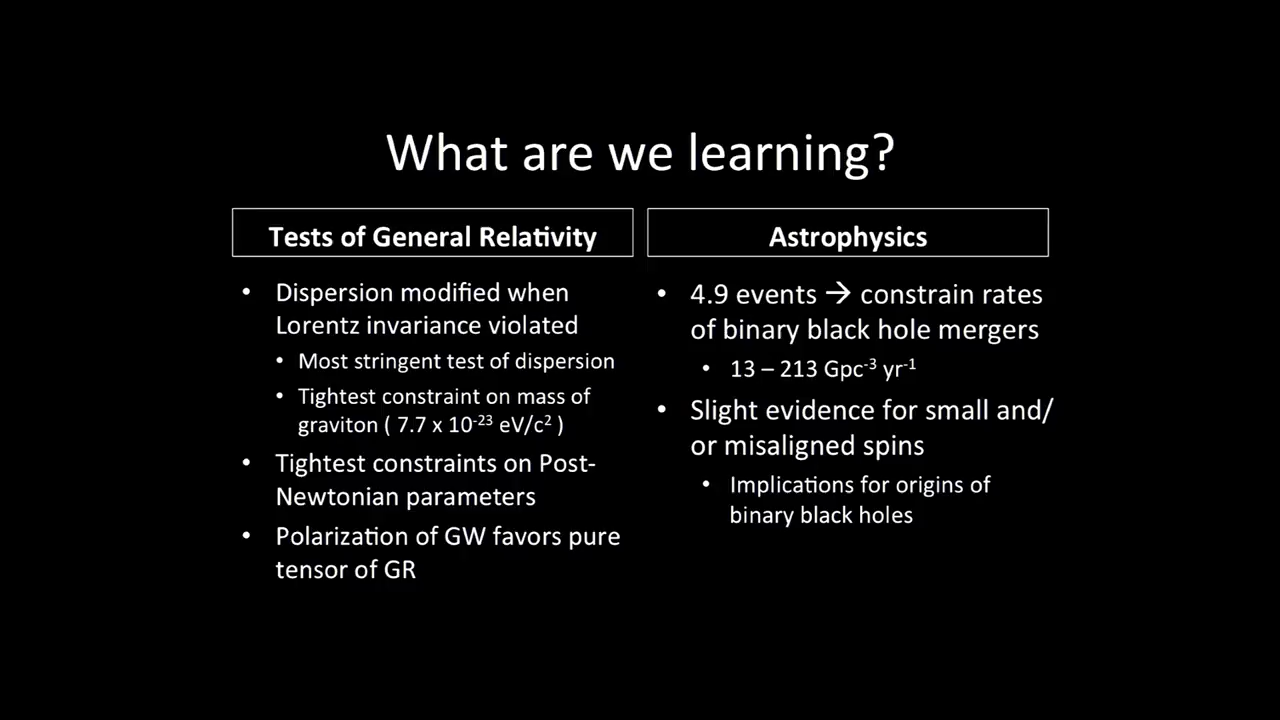 What are we learning?
Tests of General Relativity
• Dispersion modified when
Lorentz invariance violated
• Most stringent test of dispersion
• Tightest constraint on mass of
graviton ( 7.7 x 10⁻²³ eV/c² )
• Tightest constraints on Post-
Newtonian parameters
• Polarization of GW favors pure
tensor of GR
Astrophysics
• 4.9 events → constrain rates
of binary black hole mergers
• 13 – 213 Gpc⁻³ yr⁻¹
• Slight evidence for small and/
or misaligned spins
• Implications for origins of
binary black holes